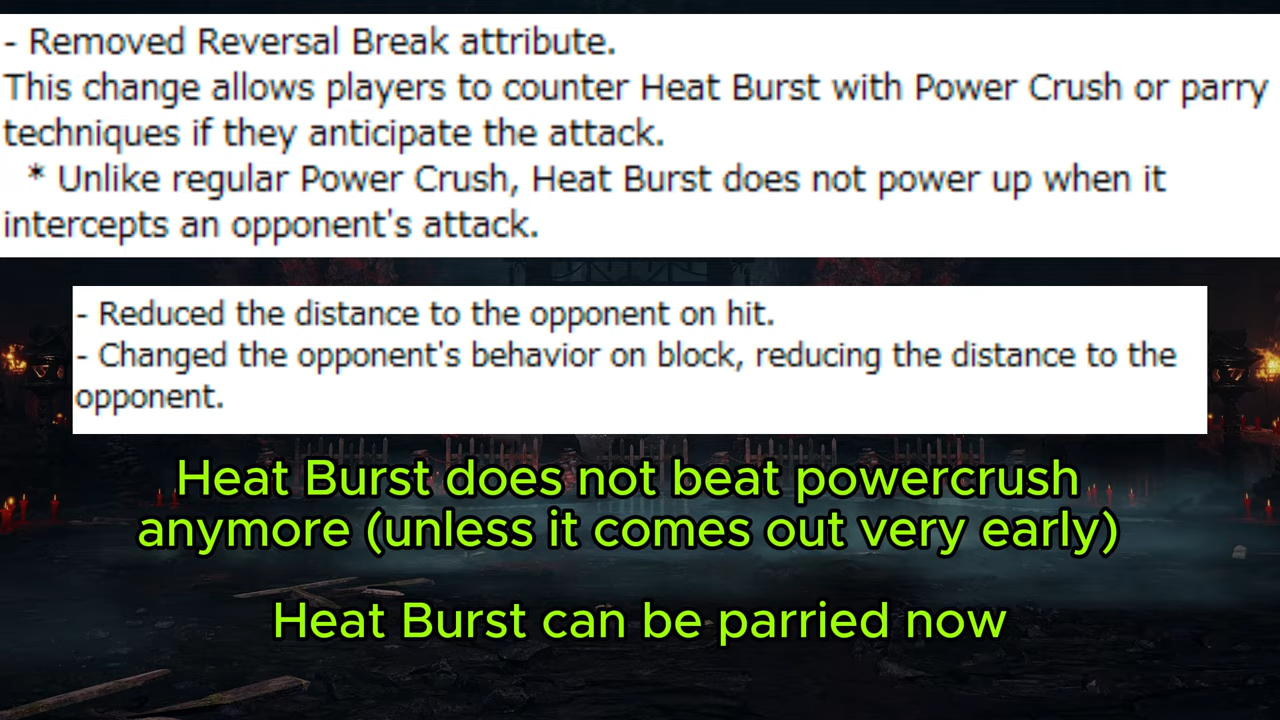 - Removed Reversal Break attribute.
This change allows players to counter Heat Burst with Power Crush or parry
techniques if they anticipate the attack.
* Unlike regular Power Crush, Heat Burst does not power up when it
intercepts an opponent's attack.
- Reduced the distance to the opponent on hit.
- Changed the opponent's behavior on block, reducing the distance to the
opponent.
Heat Burst does not beat powercrush
anymore (unless it comes out very early)
Heat Burst can be parried now